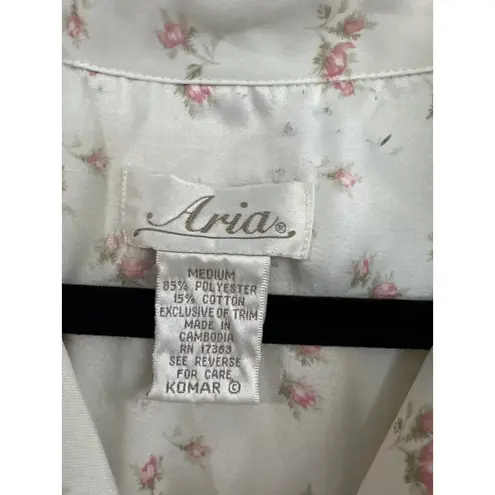 Aria®
MEDIUM
85% POLYESTER
15% COTTON
EXCLUSIVE OF TRIM
MADE IN
CAMBODIA
RN 17363
SEE REVERSE
FOR CARE
KOMAR ©